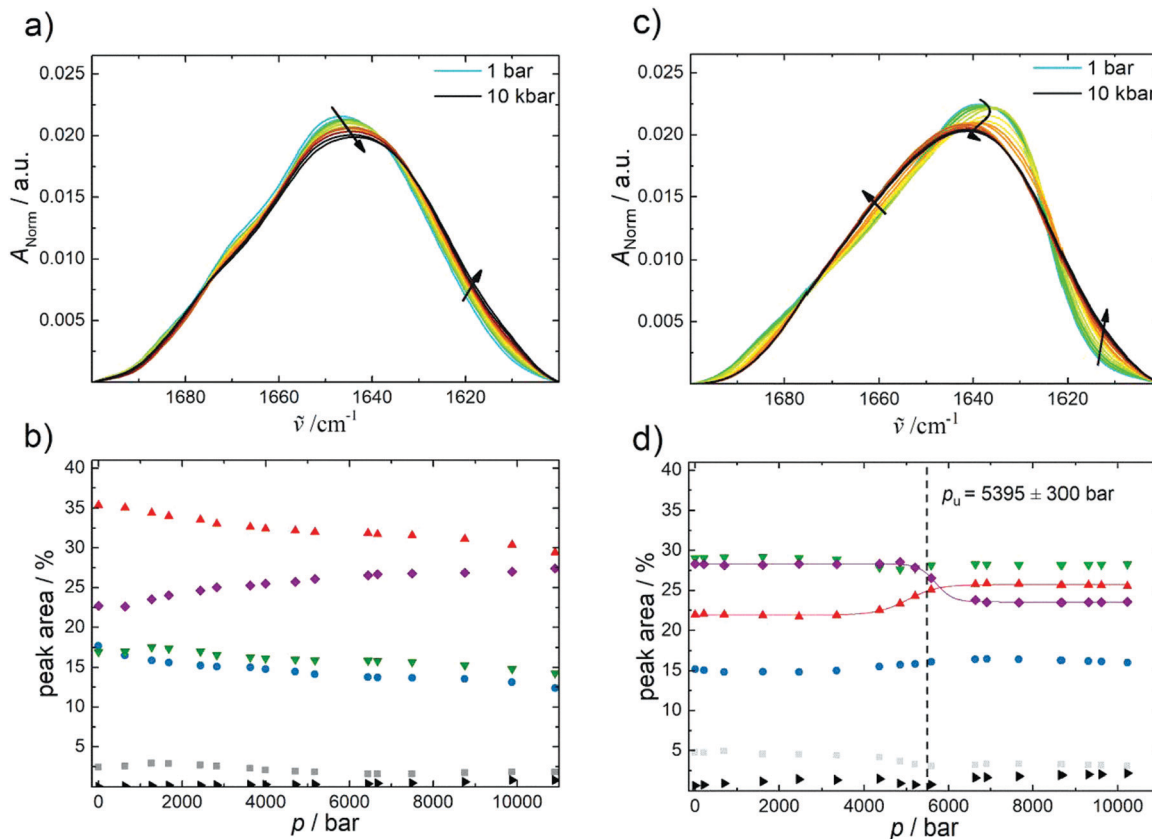 a)
0.025
0.020
0.015
0.010
0.005
A_Norm / a.u.
1 bar
10 kbar
1680
1660
1640
1620
ν̃ /cm⁻¹
c)
0.025
0.020
0.015
0.010
0.005
A_Norm / a.u.
1 bar
10 kbar
1680
1660
1640
1620
ν̃ /cm⁻¹
b)
40
35
30
25
20
15
10
5
peak area / %
0
2000
4000
6000
8000
10000
p / bar
d)
40
35
30
25
20
15
10
5
peak area / %
p_u = 5395 ± 300 bar
0
2000
4000
6000
8000
10000
p / bar